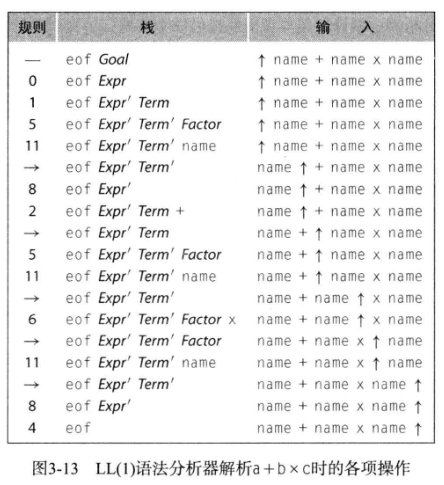 规则 栈 输 入
— eof Goal ↑ name + name x name
0 eof Expr ↑ name + name x name
1 eof Expr′ Term ↑ name + name x name
5 eof Expr′ Term′ Factor ↑ name + name x name
11 eof Expr′ Term′ name ↑ name + name x name
→ eof Expr′ Term′ name ↑ + name x name
8 eof Expr′ name ↑ + name x name
2 eof Expr′ Term + name ↑ + name x name
→ eof Expr′ Term name + ↑ name x name
5 eof Expr′ Term′ Factor name + ↑ name x name
11 eof Expr′ Term′ name name + ↑ name x name
→ eof Expr′ Term′ name + name ↑ x name
6 eof Expr′ Term′ Factor x name + name ↑ x name
→ eof Expr′ Term′ Factor name + name x ↑ name
11 eof Expr′ Term′ name name + name x ↑ name
→ eof Expr′ Term′ name + name x name ↑
8 eof Expr′ name + name x name ↑
4 eof name + name x name ↑
图3-13 LL(1)语法分析器解析a+b×c时的各项操作